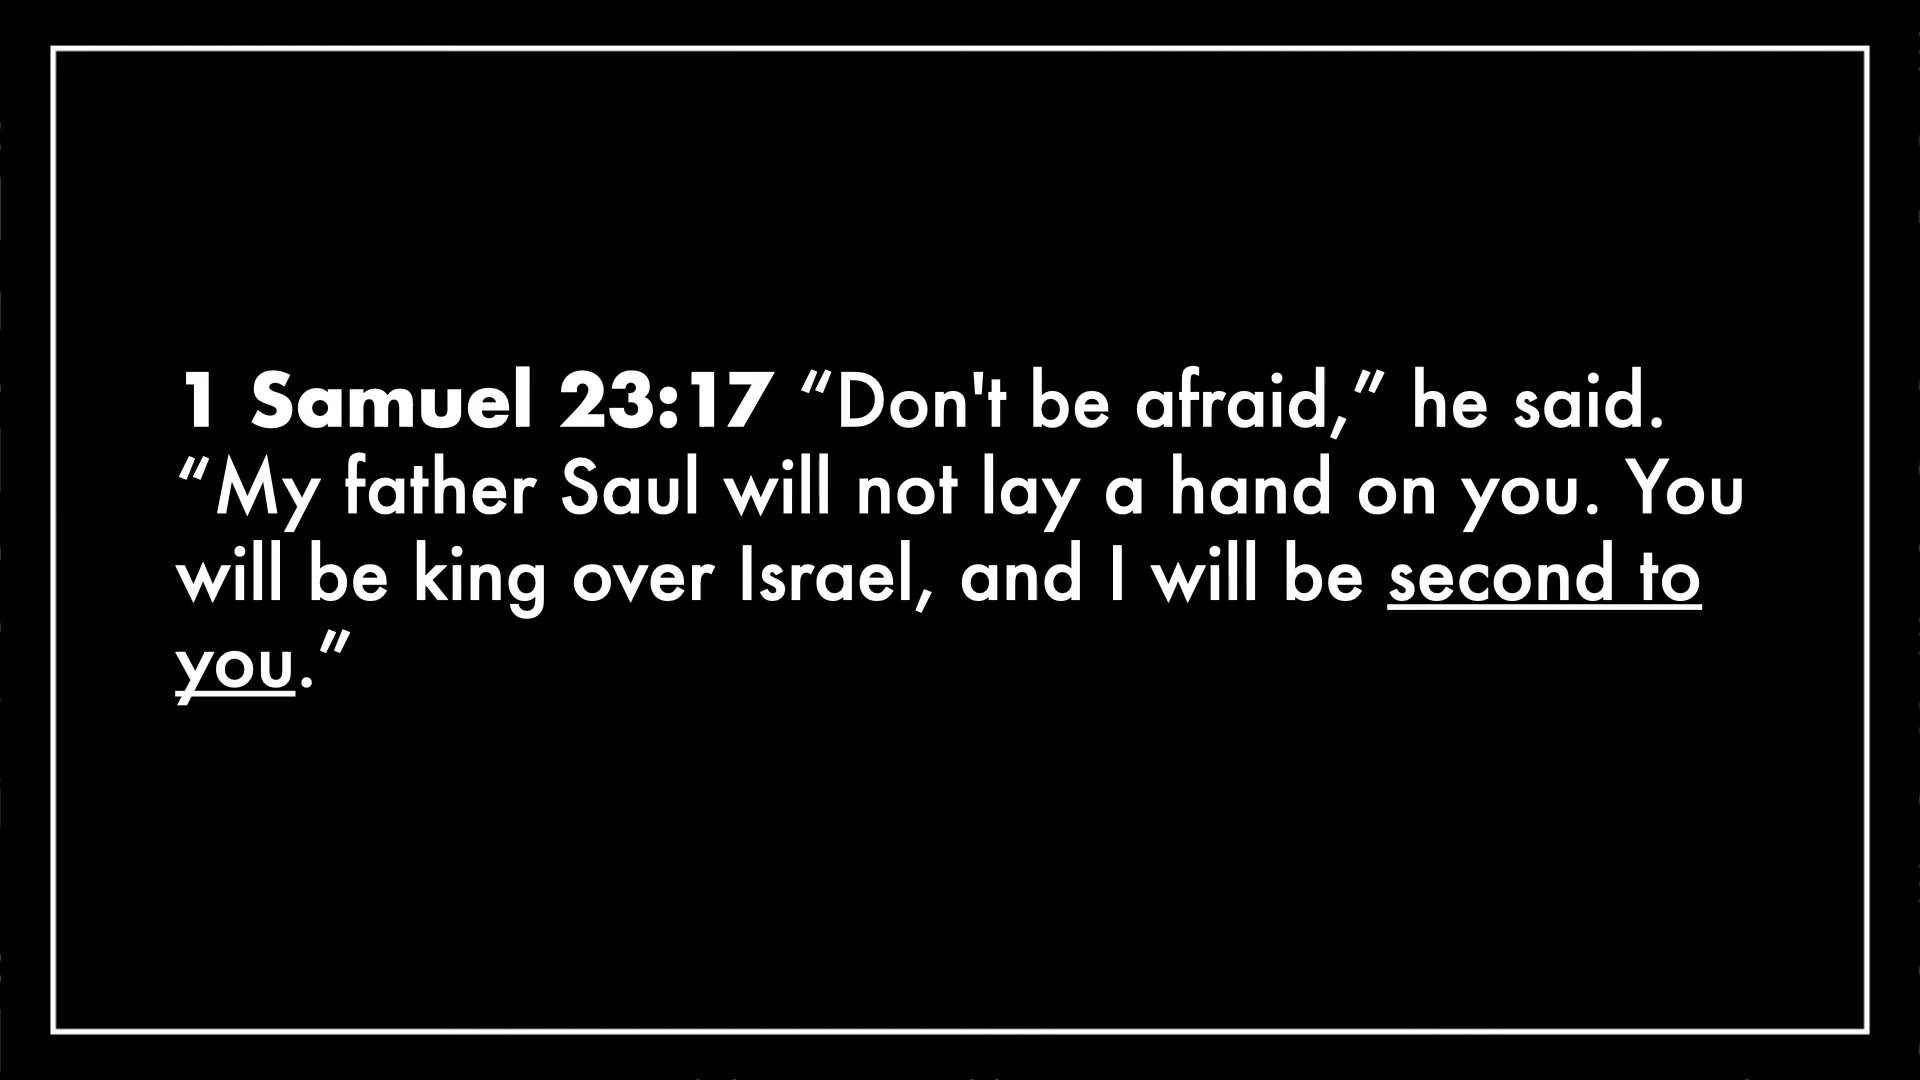 1 Samuel 23:17 “Don't be afraid,” he said.
“My father Saul will not lay a hand on you. You
will be king over Israel, and I will be second to
you.”